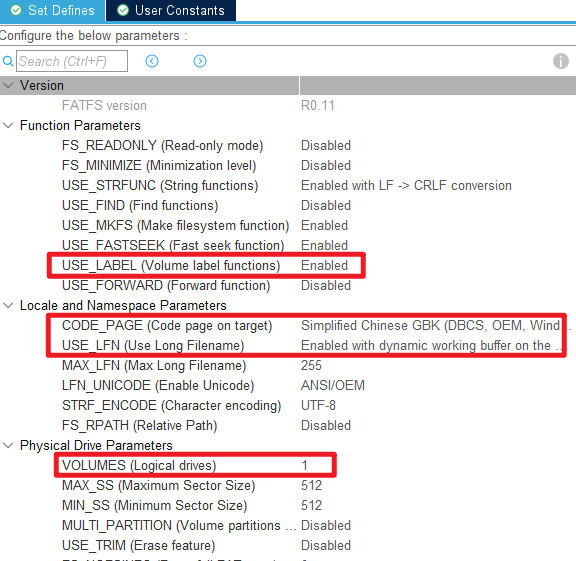 Set Defines User Constants
Configure the below parameters :
Search (Ctrl+F)
Version
FATFS version R0.11
Function Parameters
FS_READONLY (Read-only mode) Disabled
FS_MINIMIZE (Minimization level) Disabled
USE_STRFUNC (String functions) Enabled with LF -> CRLF conversion
USE_FIND (Find functions) Disabled
USE_MKFS (Make filesystem function) Enabled
USE_FASTSEEK (Fast seek function) Enabled
USE_LABEL (Volume label functions) Enabled
USE_FORWARD (Forward function) Disabled
Locale and Namespace Parameters
CODE_PAGE (Code page on target) Simplified Chinese GBK (DBCS, OEM, Wind...
USE_LFN (Use Long Filename) Enabled with dynamic working buffer on the ...
MAX_LFN (Max Long Filename) 255
LFN_UNICODE (Enable Unicode) ANSI/OEM
STRF_ENCODE (Character encoding) UTF-8
FS_RPATH (Relative Path) Disabled
Physical Drive Parameters
VOLUMES (Logical drives) 1
MAX_SS (Maximum Sector Size) 512
MIN_SS (Minimum Sector Size) 512
MULTI_PARTITION (Volume partitions ... Disabled
USE_TRIM (Erase feature) Disabled